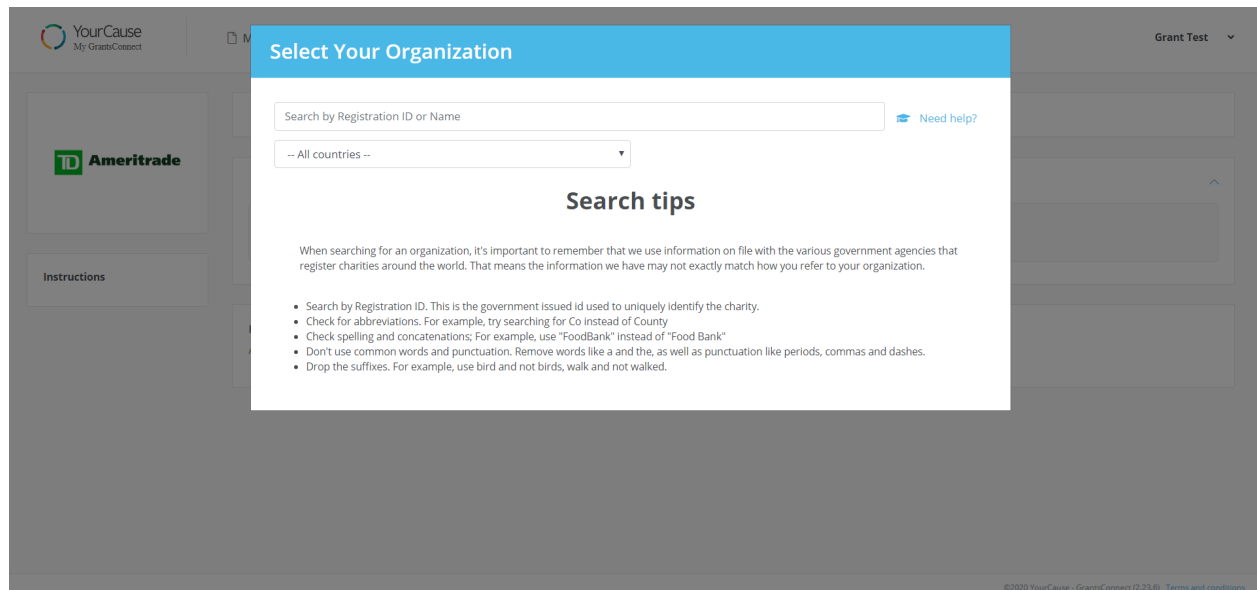 YourCause
My GrantsConnect
M
Grant Test
Select Your Organization
Search by Registration ID or Name
Need help?
-- All countries --
TD Ameritrade
Search tips
When searching for an organization, it's important to remember that we use information on file with the various government agencies that
register charities around the world. That means the information we have may not exactly match how you refer to your organization.
Instructions
• Search by Registration ID. This is the government issued id used to uniquely identify the charity.
• Check for abbreviations. For example, try searching for Co instead of County
• Check spelling and concatenations; For example, use "FoodBank" instead of "Food Bank"
• Don't use common words and punctuation. Remove words like a and the, as well as punctuation like periods, commas and dashes.
• Drop the suffixes. For example, use bird and not birds, walk and not walked.
©2020 YourCause - GrantsConnect (2.23.6) Terms and conditions